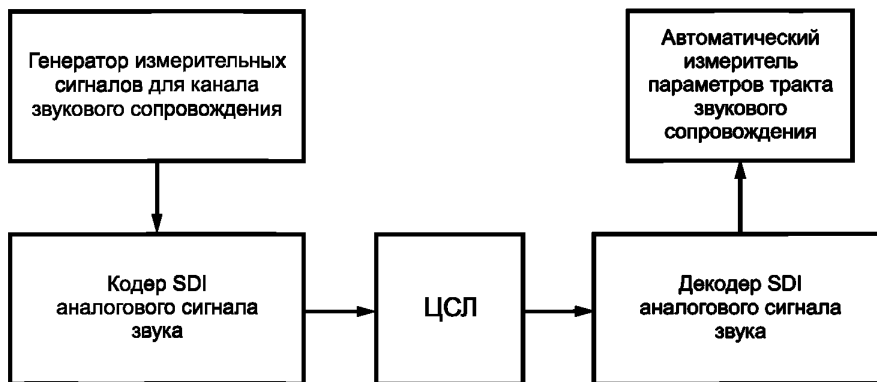 Генератор измерительных
сигналов для канала
звукового сопровождения
Автоматический
измеритель
параметров тракта
звукового
сопровождения
Кодер SDI
аналогового сигнала
звука
ЦСЛ
Декодер SDI
аналогового сигнала
звука